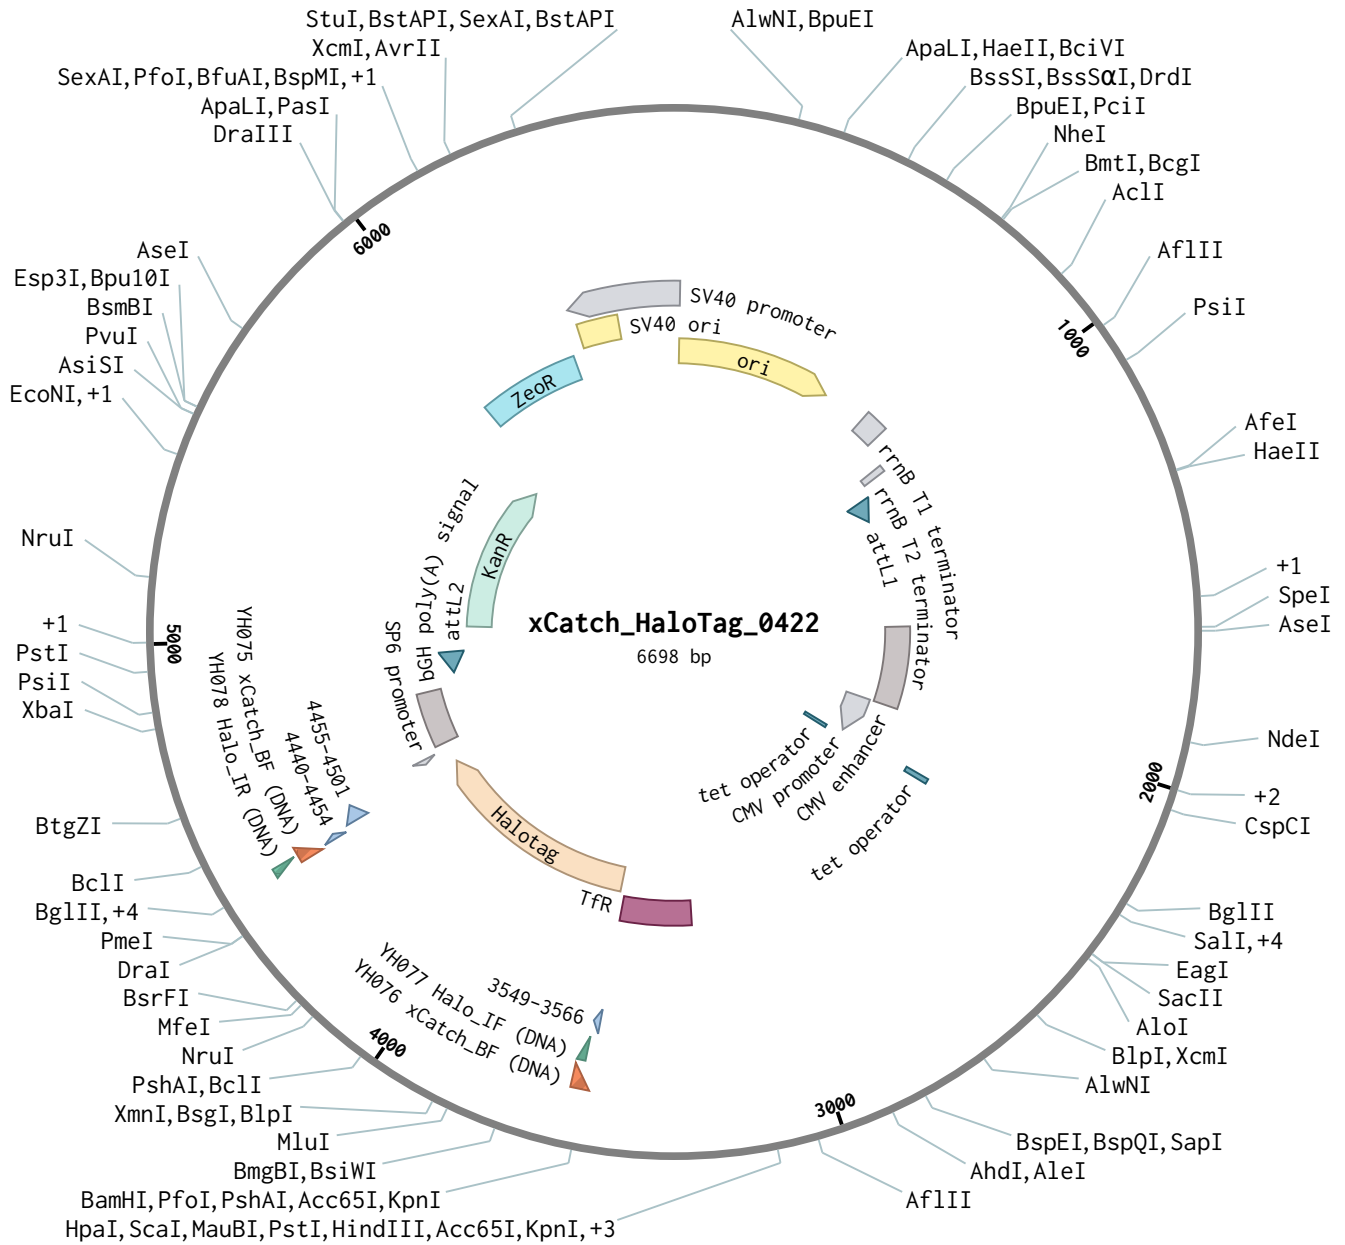 StuI,BstAPI,SexAI,BstAPI
XcmI,AvrII
SexAI,PfoI,BfuAI,BspMI,+1
ApaLI,PasI
DraIII
AseI
Esp3I,Bpu10I
BsmBI
PvuI
AsiSI
EcoNI,+1
NruI
+1
PstI
PsiI
XbaI
BtgZI
BclI
BglII,+4
PmeI
DraI
BsrFI
MfeI
NruI
PshAI,BclI
XmnI,BsgI,BlpI
MluI
BmgBI,BsiWI
BamHI,PfoI,PshAI,Acc65I,KpnI
HpaI,ScaI,MauBI,PstI,HindIII,Acc65I,KpnI,+3
AlwNI,BpuEI
ApaLI,HaeII,BciVI
BssSI,BssSαI,DrdI
BpuEI,PciI
NheI
BmtI,BcgI
AclI
AflII
PsiI
AfeI
HaeII
+1
SpeI
AseI
NdeI
+2
CspCI
BglII
SalI,+4
EagI
SacII
AloI
BlpI,XcmI
AlwNI
BspEI,BspQI,SapI
AhdI,AleI
AflII
1000
2000
3000
4000
5000
6000
SV40 promoter
SV40 ori
ori
ZeoR
rrnB T1 terminator
rrnB T2 terminator
attL1
KanR
bGH poly(A) signal
attL2
SP6 promoter
xCatch_HaloTag_0422
6698 bp
tet operator
CMV promoter
CMV enhancer
tet operator
Halotag
TfR
YH075 xCatch_BF (DNA)
YH078 Halo_IR (DNA)
4455-4501
4440-4454
3549-3566
YH077 Halo_IF (DNA)
YH076 xCatch_BF (DNA)